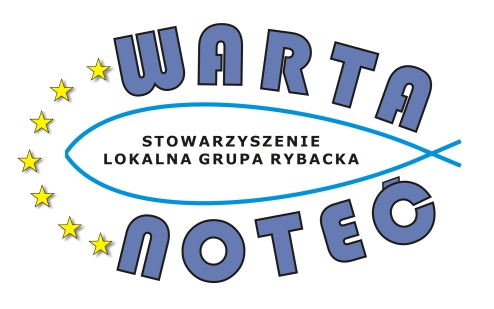 WARTA
STOWARZYSZENIE
LOKALNA GRUPA RYBACKA
NOTEĆ